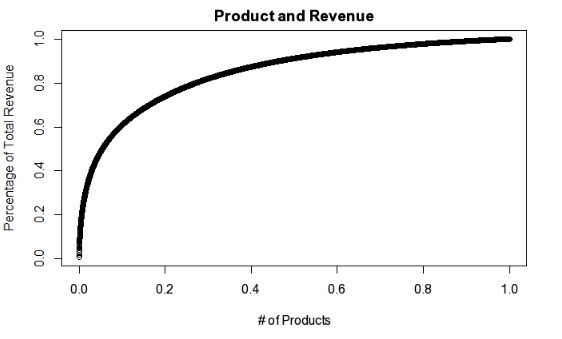 Product and Revenue
Percentage of Total Revenue
1.0
0.8
0.6
0.4
0.2
0.0
0.0 0.2 0.4 0.6 0.8 1.0
# of Products